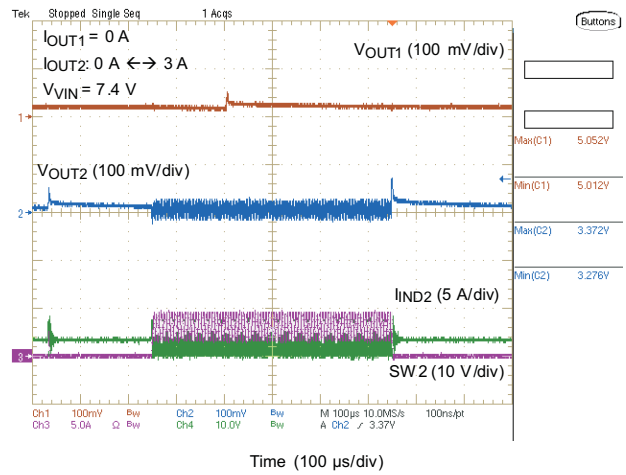 Tek Stopped Single Seq 1 Acqs
Buttons
IOUT1 = 0 A
IOUT2: 0 A ←→ 3 A
VVIN = 7.4 V
VOUT1 (100 mV/div)
1
Max(C1) 5.052V
Min(C1) 5.012V
VOUT2 (100 mV/div)
2
Max(C2) 3.372V
Min(C2) 3.276V
IIND2 (5 A/div)
3
SW2 (10 V/div)
Ch1 100mV Bw Ch2 100mV Bw M 100µs 10.0MS/s 100ns/pt
Ch3 5.0A Ω Bw Ch4 10.0V Bw A Ch2 ∕ 3.37V
Time (100 µs/div)